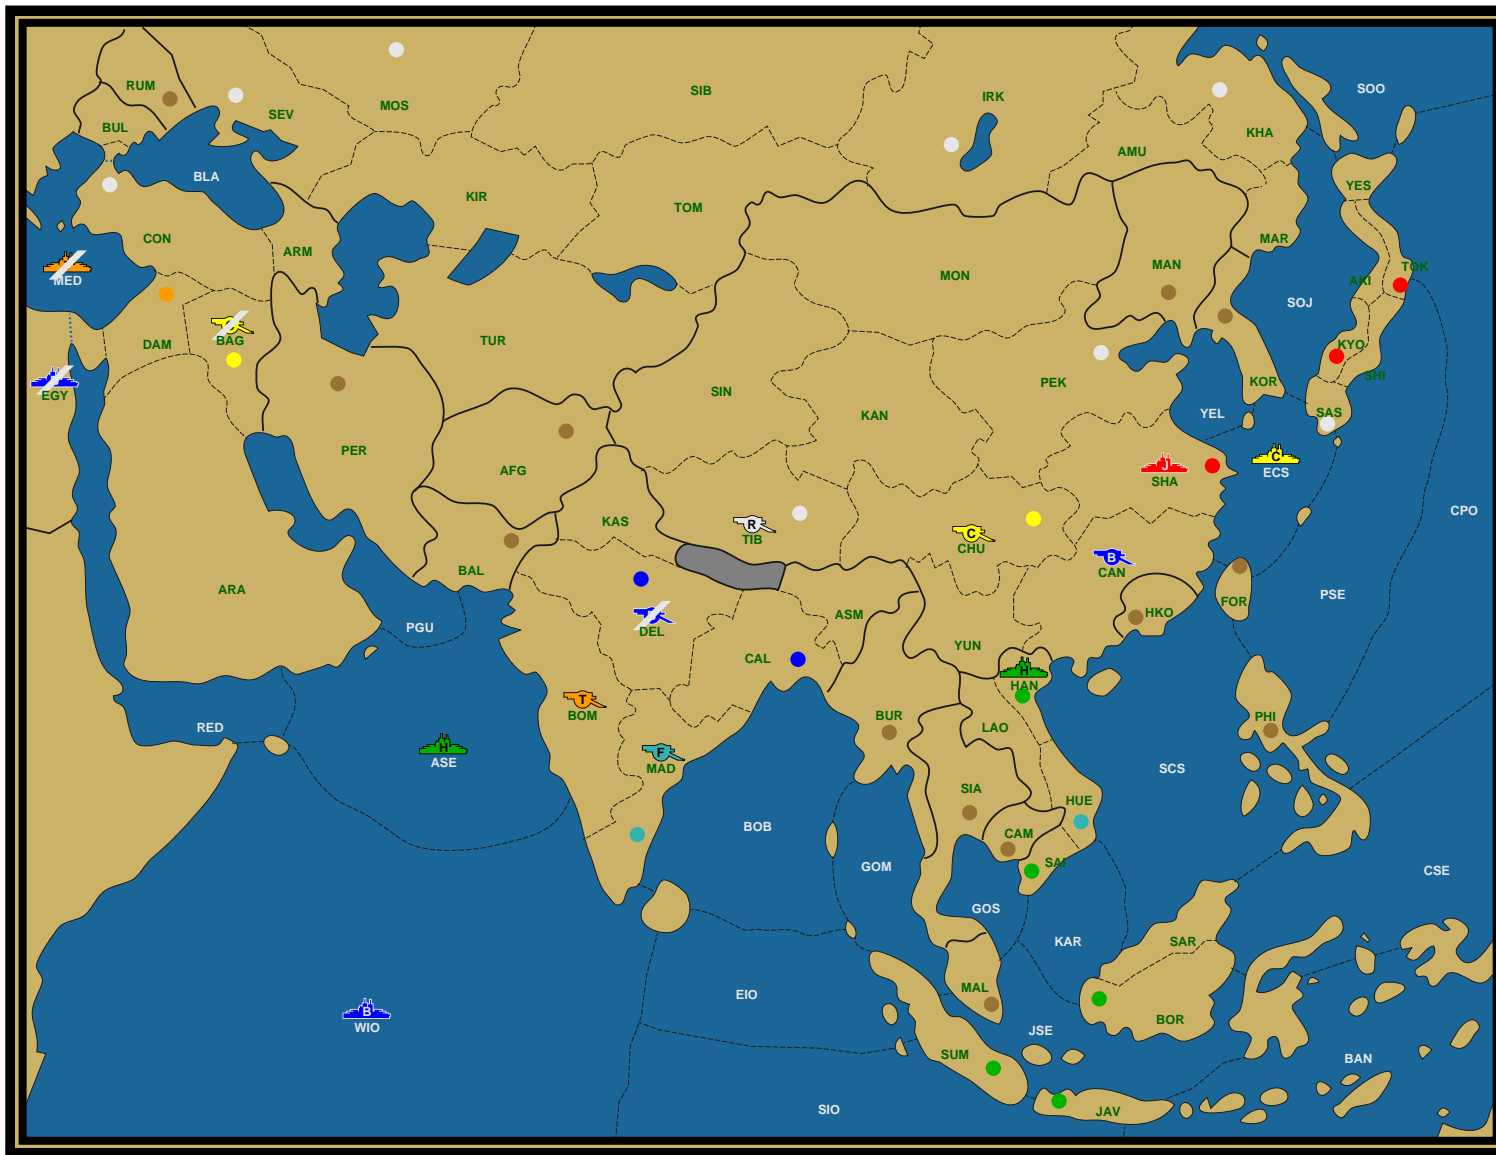 SOO
RUM
SIB
MOS
IRK
SEV
BUL
KHA
AMU
BLA
YES
KIR
TOM
CON
MAR
ARM
MAN
TOK
MON
MED
AKI
SOJ
BAG
TUR
DAM
KYO
SHI
PEK
KOR
SIN
EGY
YEL
SAS
KAN
PER
C
J
AFG
ECS
SHA
CPO
R
KAS
TIB
C
CHU
B
CAN
BAL
ARA
PSE
FOR
HKO
ASM
PGU
DEL
YUN
CAL
H
HAN
T
BOM
BUR
PHI
RED
LAO
H
ASE
F
MAD
SCS
SIA
HUE
BOB
CAM
SAI
GOM
CSE
GOS
KAR
SAR
MAL
EIO
B
WIO
BOR
JSE
SUM
BAN
SIO
JAV